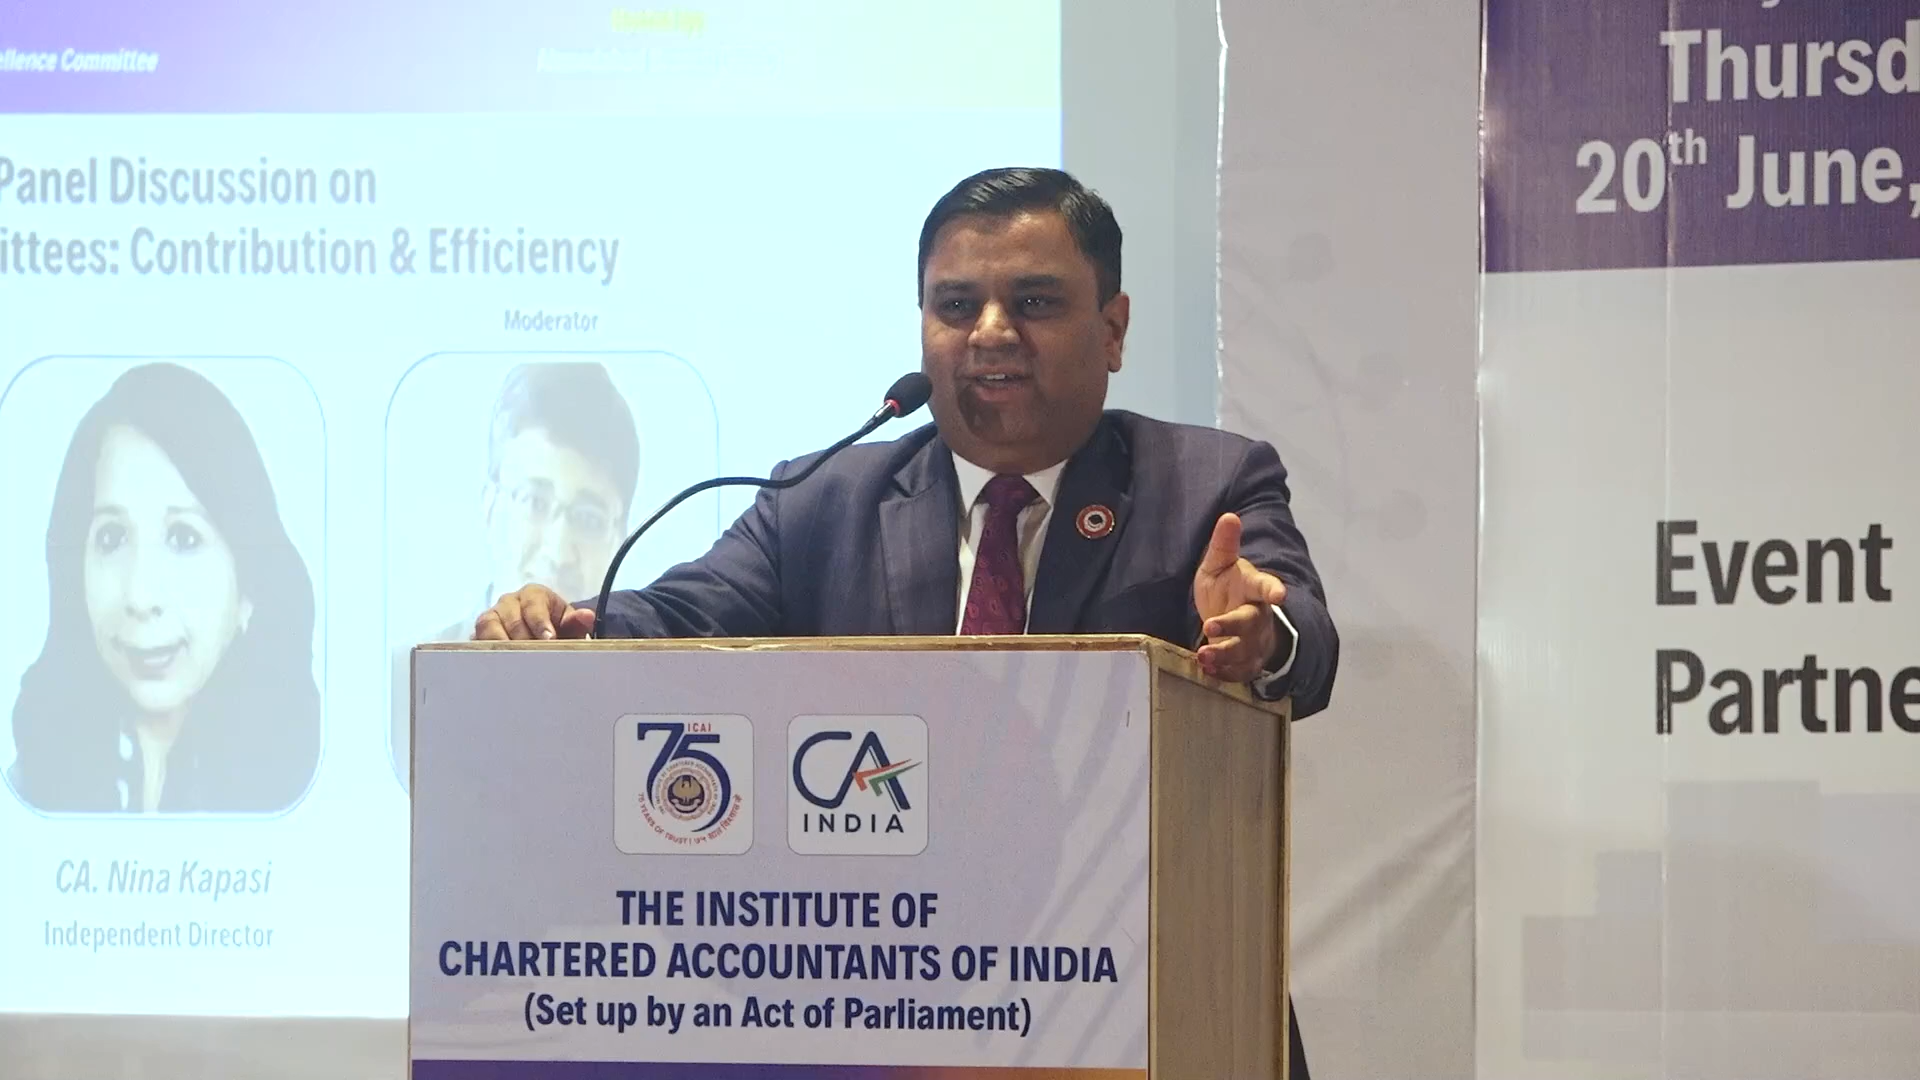 ellence Committee
Panel Discussion on
ittees: Contribution & Efficiency
Moderator
CA. Nina Kapasi
Independent Director
Thursd
20th June,
Event
Partne
ICAI
75
CA
INDIA
THE INSTITUTE OF
CHARTERED ACCOUNTANTS OF INDIA
(Set up by an Act of Parliament)